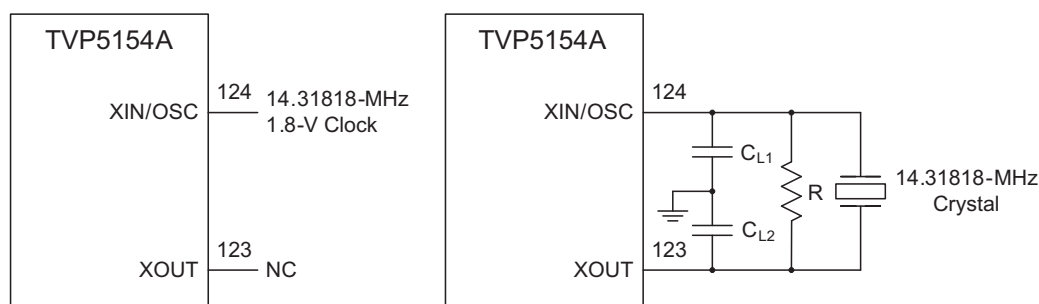 TVP5154A
124
XIN/OSC
14.31818-MHz
1.8-V Clock
123
XOUT
NC
TVP5154A
124
XIN/OSC
CL1
R
14.31818-MHz
Crystal
CL2
123
XOUT